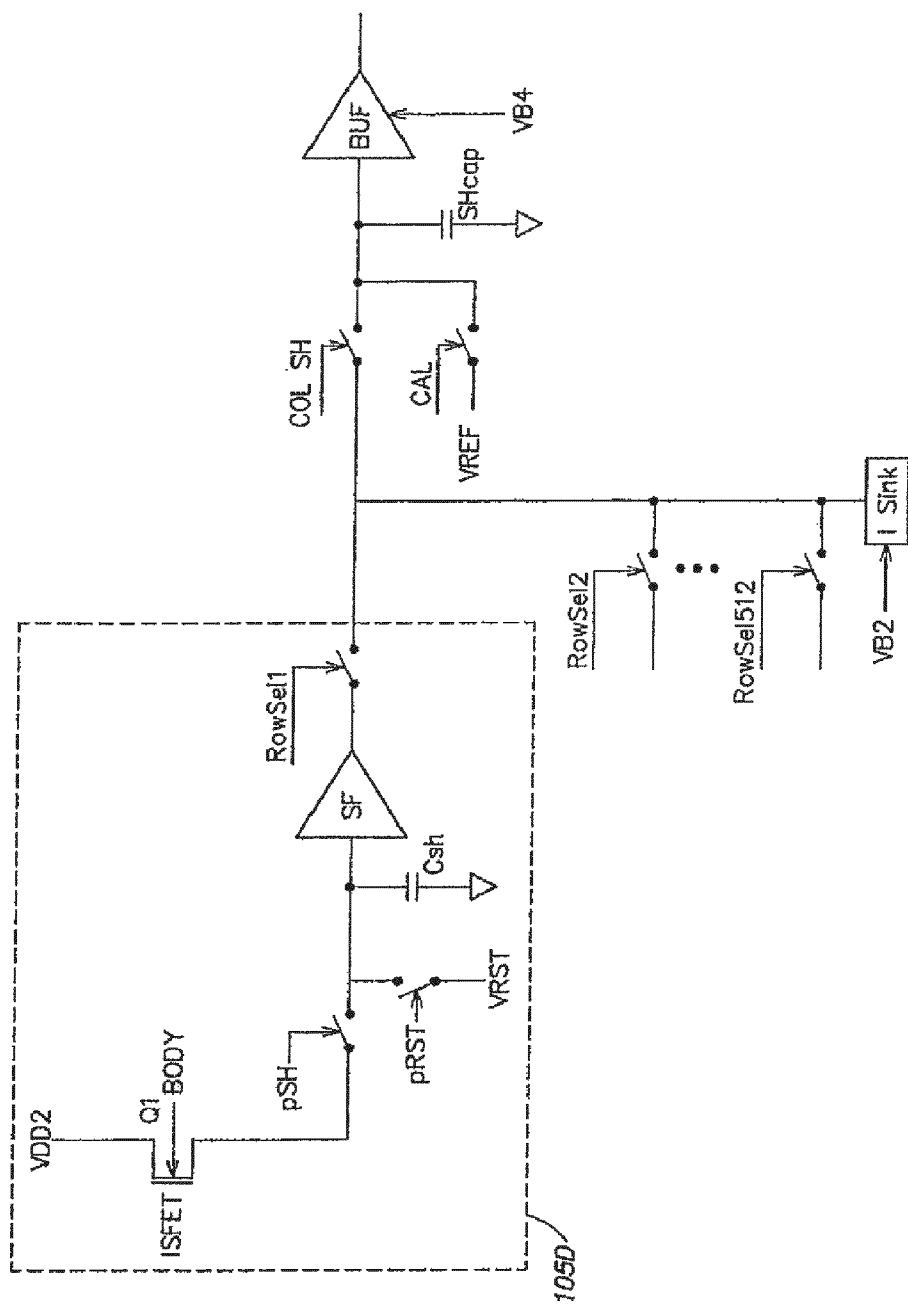 VDD2
Q1
BODY
ISFET
pSH
pRST
VRST
Csh
SF
RowSel1
RowSel2
RowSel512
VB2
I Sink
COL SH
CAL
VREF
SHcap
BUF
VB4
105D